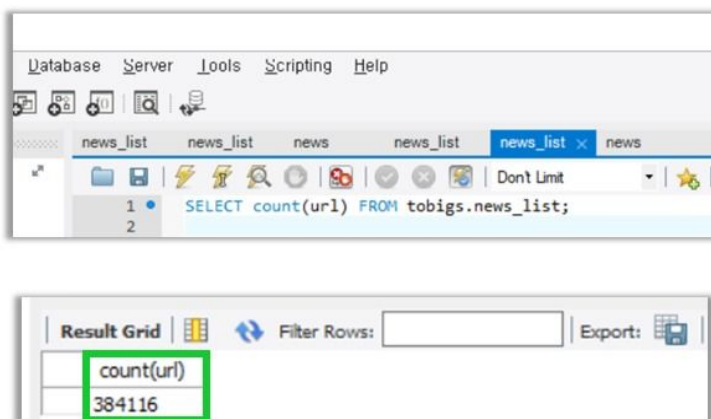 Database Server Tools Scripting Help
news_list news_list news news_list news_list × news
Don't Limit
1 SELECT count(url) FROM tobigs.news_list;
2
Result Grid Filter Rows: Export:
count(url)
384116